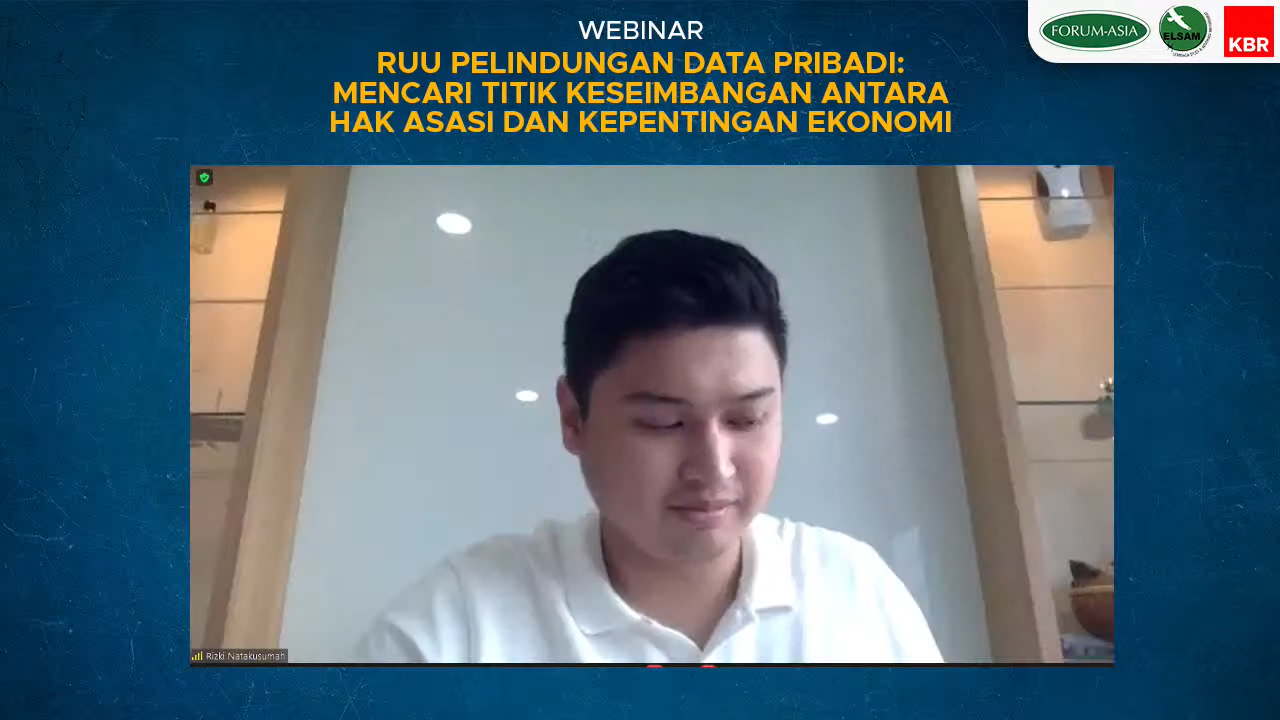 WEBINAR
RUU PELINDUNGAN DATA PRIBADI:
MENCARI TITIK KESEIMBANGAN ANTARA
HAK ASASI DAN KEPENTINGAN EKONOMI
FORUM-ASIA
ELSAM
KBR
Rizki Natakusumah